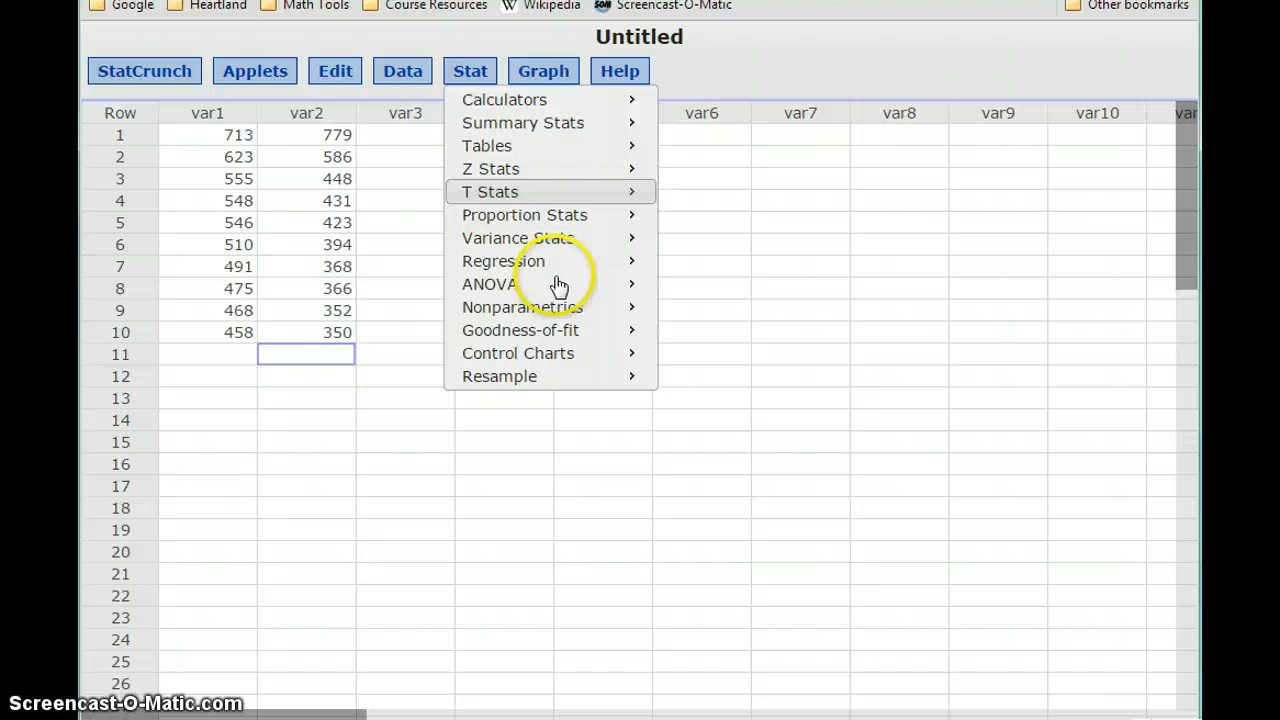 Google Heartland Math Tools Course Resources W Wikipedia SOM Screencast-O-Matic Other bookmarks
Untitled
StatCrunch Applets Edit Data Stat Graph Help
Row var1 var2 var3 var6 var7 var8 var9 var10 var
Calculators
Summary Stats
Tables
Z Stats
T Stats
Proportion Stats
Variance Stats
Regression
ANOVA
Nonparametrics
Goodness-of-fit
Control Charts
Resample
1 713 779
2 623 586
3 555 448
4 548 431
5 546 423
6 510 394
7 491 368
8 475 366
9 468 352
10 458 350
11
12
13
14
15
16
17
18
19
20
21
22
23
24
25
26
Screencast-O-Matic.com